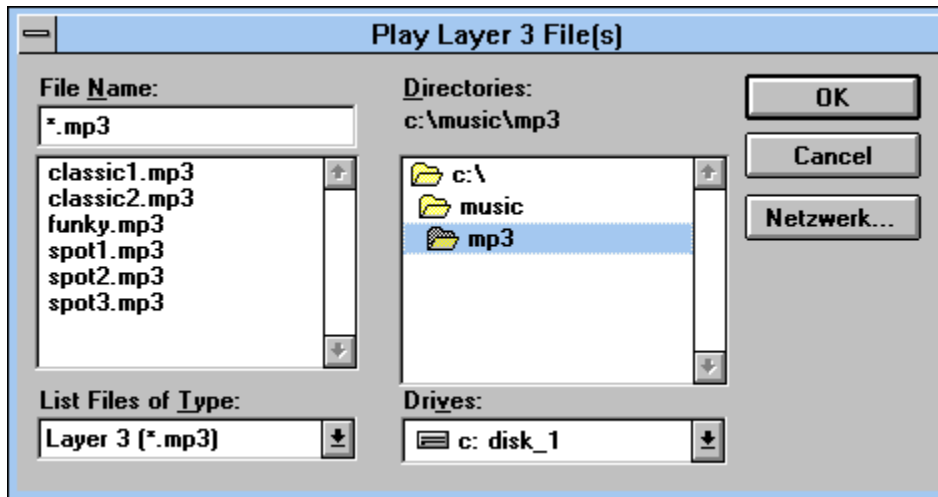 Play Layer 3 File(s)
File Name:
*.mp3
classic1.mp3
classic2.mp3
funky.mp3
spot1.mp3
spot2.mp3
spot3.mp3
List Files of Type:
Layer 3 (*.mp3)
Directories:
c:\music\mp3
c:\
music
mp3
Drives:
c: disk_1
OK
Cancel
Netzwerk...